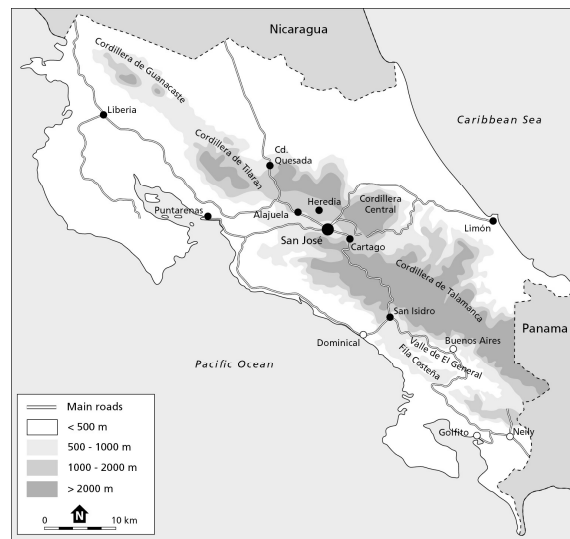 Nicaragua
Cordillera de Guanacaste
Caribbean Sea
Liberia
Cordillera de Tilarán
Cd.
Quesada
Heredia
Cordillera
Central
Puntarenas
Alajuela
Limón
San José
Cartago
Cordillera de Talamanca
San Isidro
Panama
Dominical
Buenos Aires
Valle de El General
Fila Costeña
Pacific Ocean
Golfito
Neily
Main roads
< 500 m
500 - 1000 m
1000 - 2000 m
> 2000 m
N
0 10 km